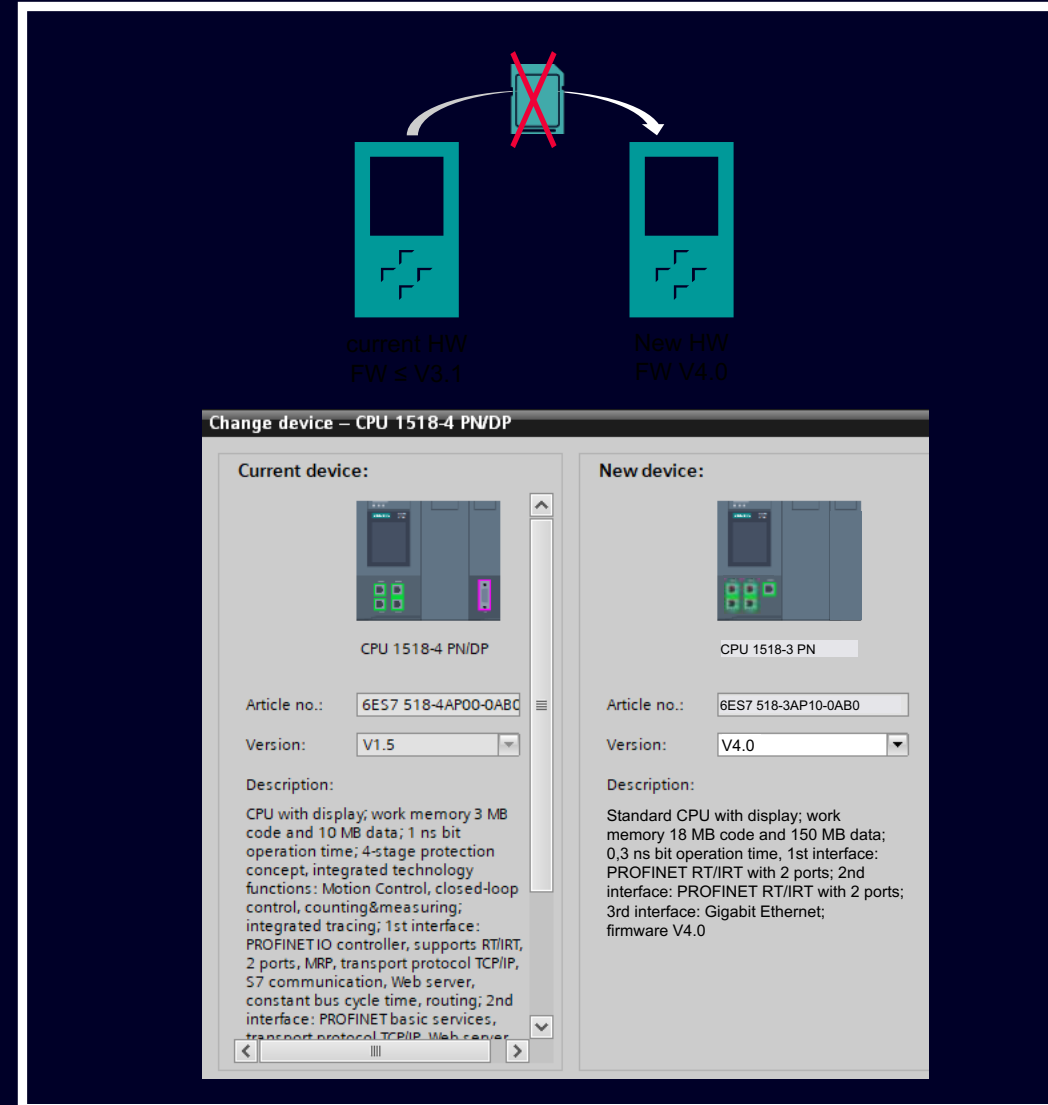 current HW
FW ≤ V3.1
New HW
FW V4.0
Change device – CPU 1518-4 PN/DP
Current device:
CPU 1518-4 PN/DP
Article no.:
6ES7 518-4AP00-0AB0
Version:
V1.5
Description:
CPU with display; work memory 3 MB
code and 10 MB data; 1 ns bit
operation time; 4-stage protection
concept, integrated technology
functions: Motion Control, closed-loop
control, counting&measuring;
integrated tracing; 1st interface:
PROFINET IO controller, supports RT/IRT,
2 ports, MRP, transport protocol TCP/IP,
S7 communication, Web server,
constant bus cycle time, routing; 2nd
interface: PROFINET basic services,
transport protocol TCP/IP, Web server
New device:
CPU 1518-3 PN
Article no.:
6ES7 518-3AP10-0AB0
Version:
V4.0
Description:
Standard CPU with display; work
memory 18 MB code and 150 MB data;
0,3 ns bit operation time, 1st interface:
PROFINET RT/IRT with 2 ports; 2nd
interface: PROFINET RT/IRT with 2 ports;
3rd interface: Gigabit Ethernet;
firmware V4.0